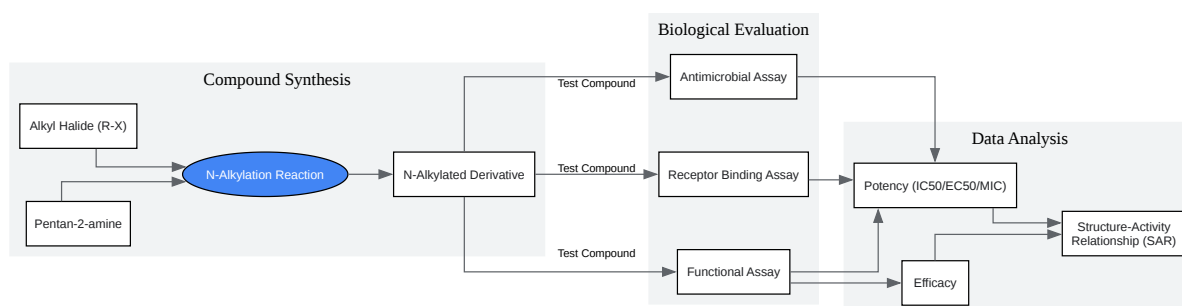 Compound Synthesis
Alkyl Halide (R-X)
Pentan-2-amine
N-Alkylation Reaction
N-Alkylated Derivative
Test Compound
Test Compound
Test Compound
Biological Evaluation
Antimicrobial Assay
Receptor Binding Assay
Functional Assay
Data Analysis
Potency (IC50/EC50/MIC)
Efficacy
Structure-Activity
Relationship (SAR)